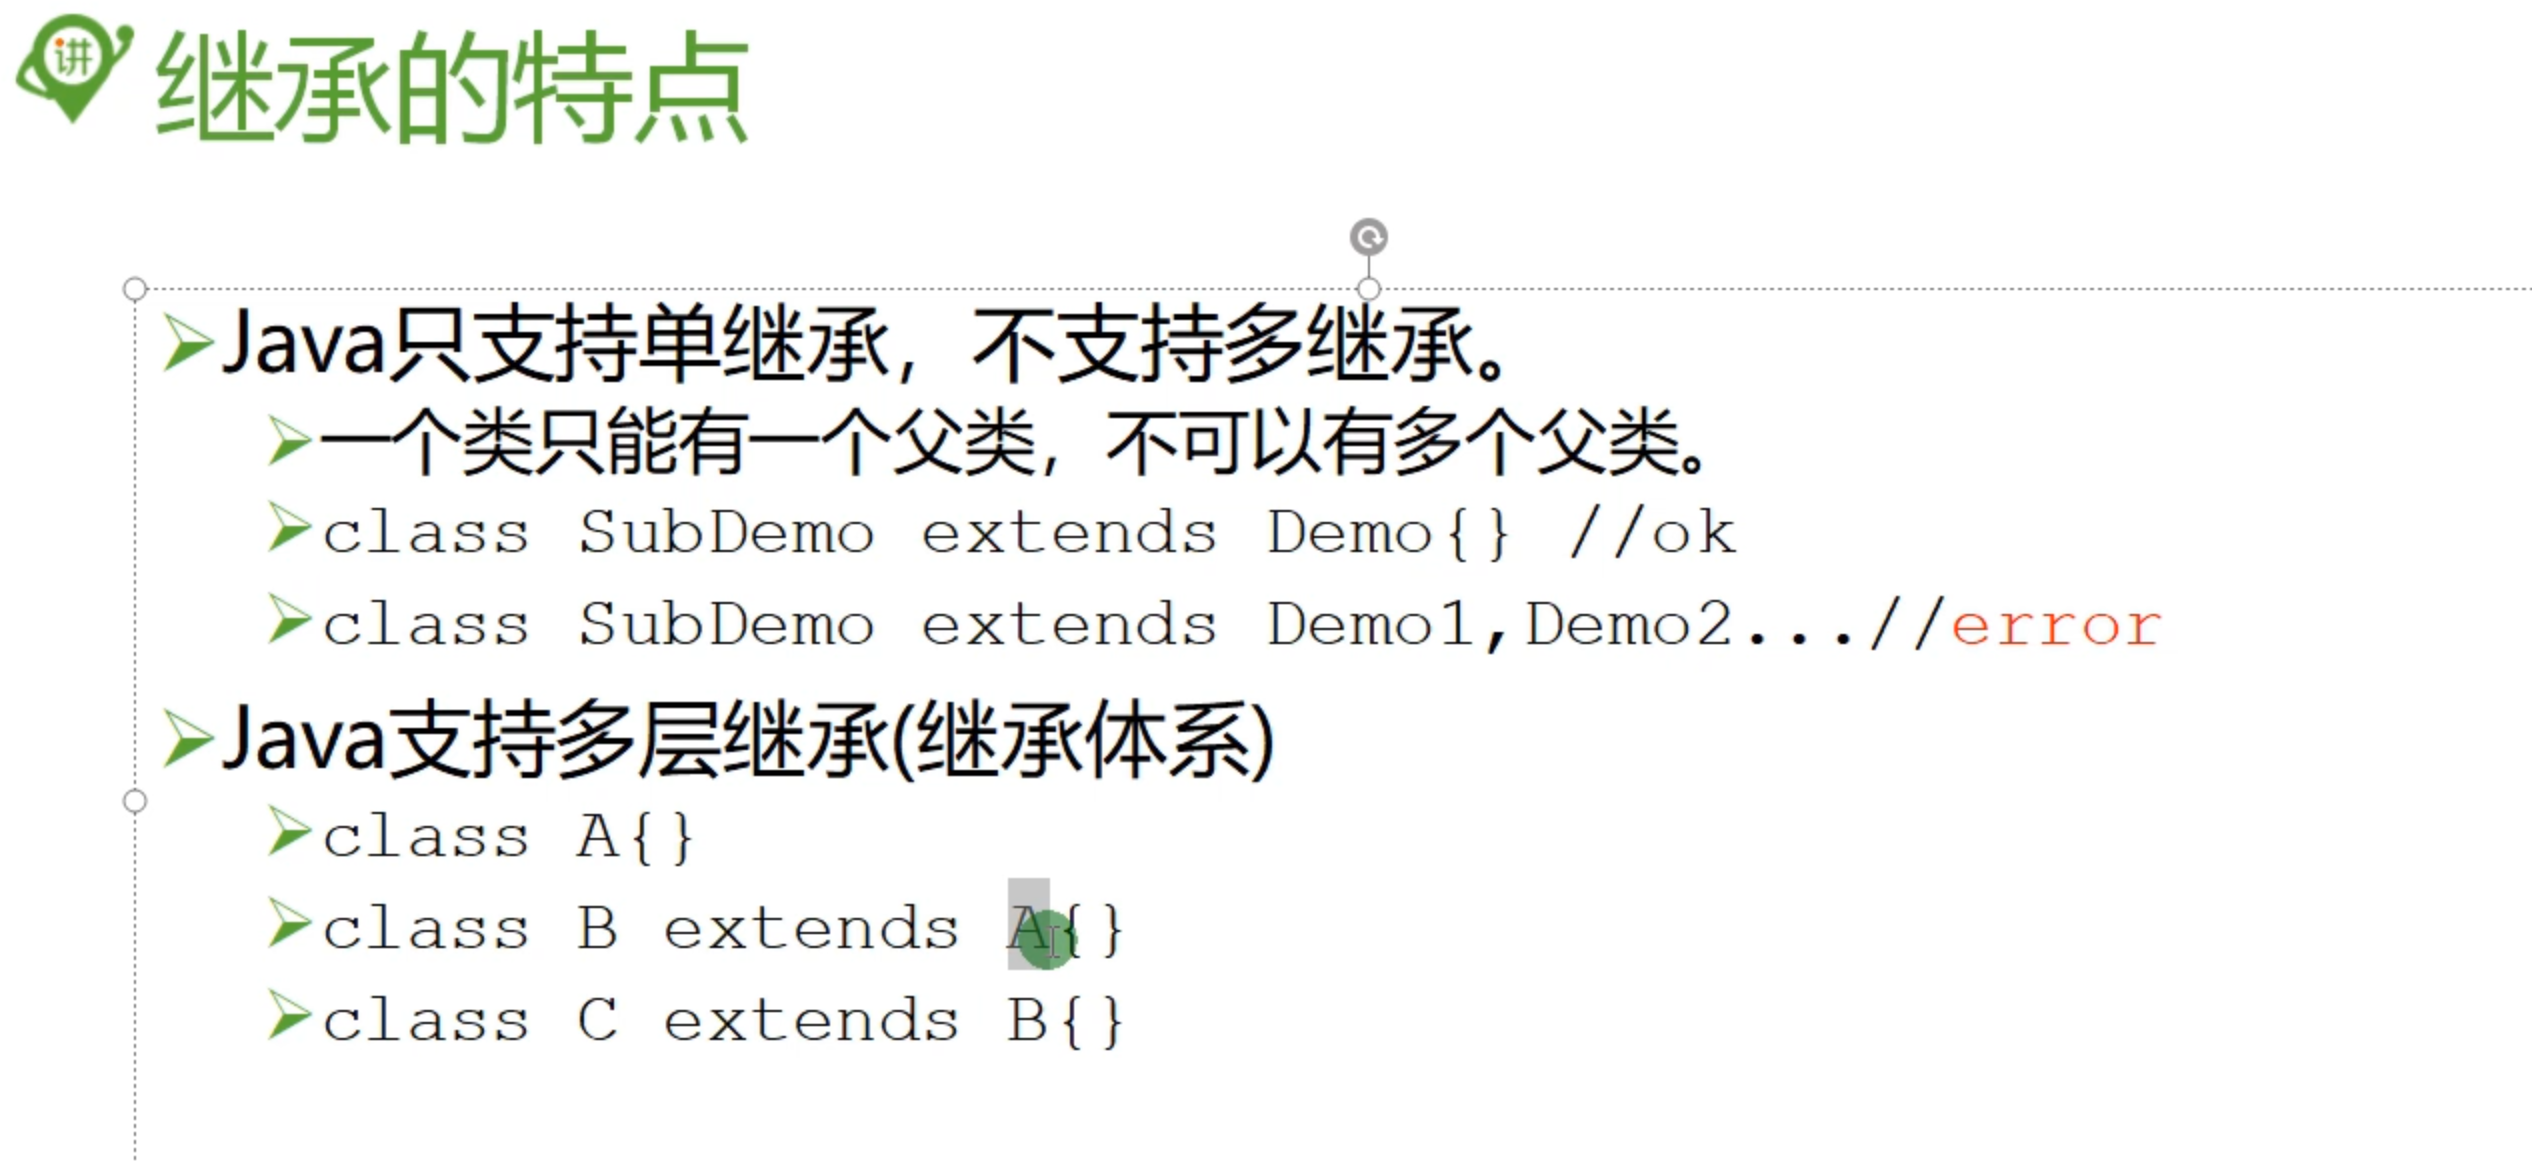 讲
继承的特点
Java只支持单继承，不支持多继承。
一个类只能有一个父类，不可以有多个父类。
class SubDemo extends Demo{} //ok
class SubDemo extends Demo1,Demo2...//error
Java支持多层继承(继承体系)
class A{}
class B extends A{}
class C extends B{}